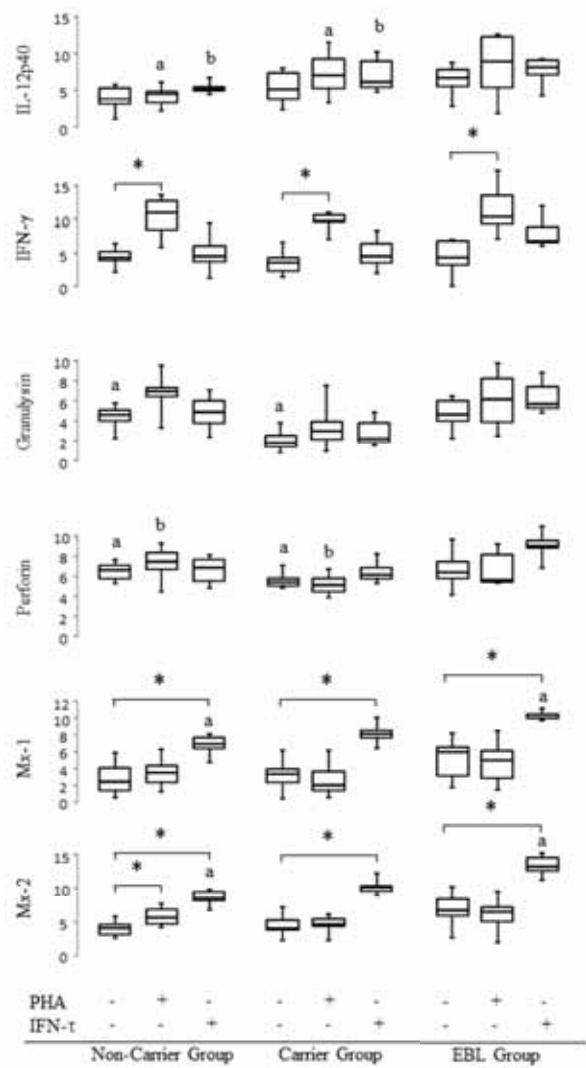 IL-12p40
15
10
5
0
a b a b
IFN-γ
15
10
5
0
* * *
Granulysin
10
8
6
4
2
0
a a
Perforin
10
8
6
4
2
0
a b a b
Mx-1
12
10
8
6
4
2
0
* * *
a a
Mx-2
15
10
5
0
* * * *
a a
PHA - + - - + - - + -
IFN-τ - - + - - + - - +
Non-Carrier Group Carrier Group EBL Group